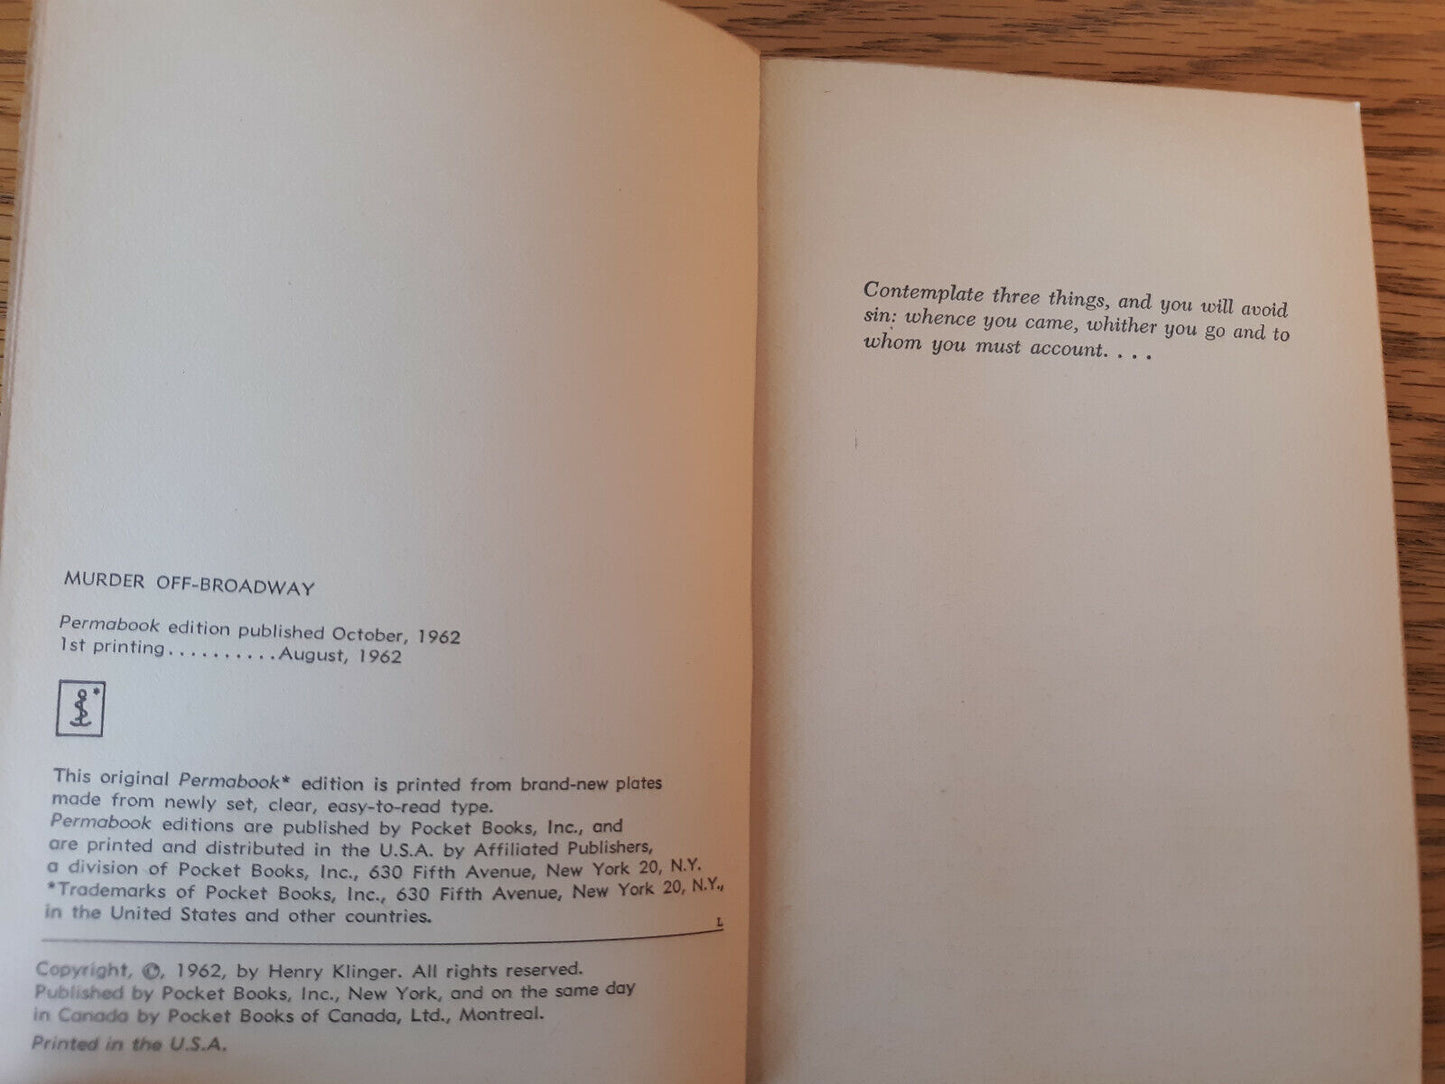 MURDER OFF-BROADWAY
Permabook edition published October, 1962
1st printing..........August, 1962
*
This original Permabook* edition is printed from brand-new plates
made from newly set, clear, easy-to-read type.
Permabook editions are published by Pocket Books, Inc., and
are printed and distributed in the U.S.A. by Affiliated Publishers,
a division of Pocket Books, Inc., 630 Fifth Avenue, New York 20, N.Y.
*Trademarks of Pocket Books, Inc., 630 Fifth Avenue, New York 20, N.Y.,
in the United States and other countries.
L
Copyright, ©, 1962, by Henry Klinger. All rights reserved.
Published by Pocket Books, Inc., New York, and on the same day
in Canada by Pocket Books of Canada, Ltd., Montreal.
Printed in the U.S.A.
Contemplate three things, and you will avoid
sin: whence you came, whither you go and to
whom you must account. . . .